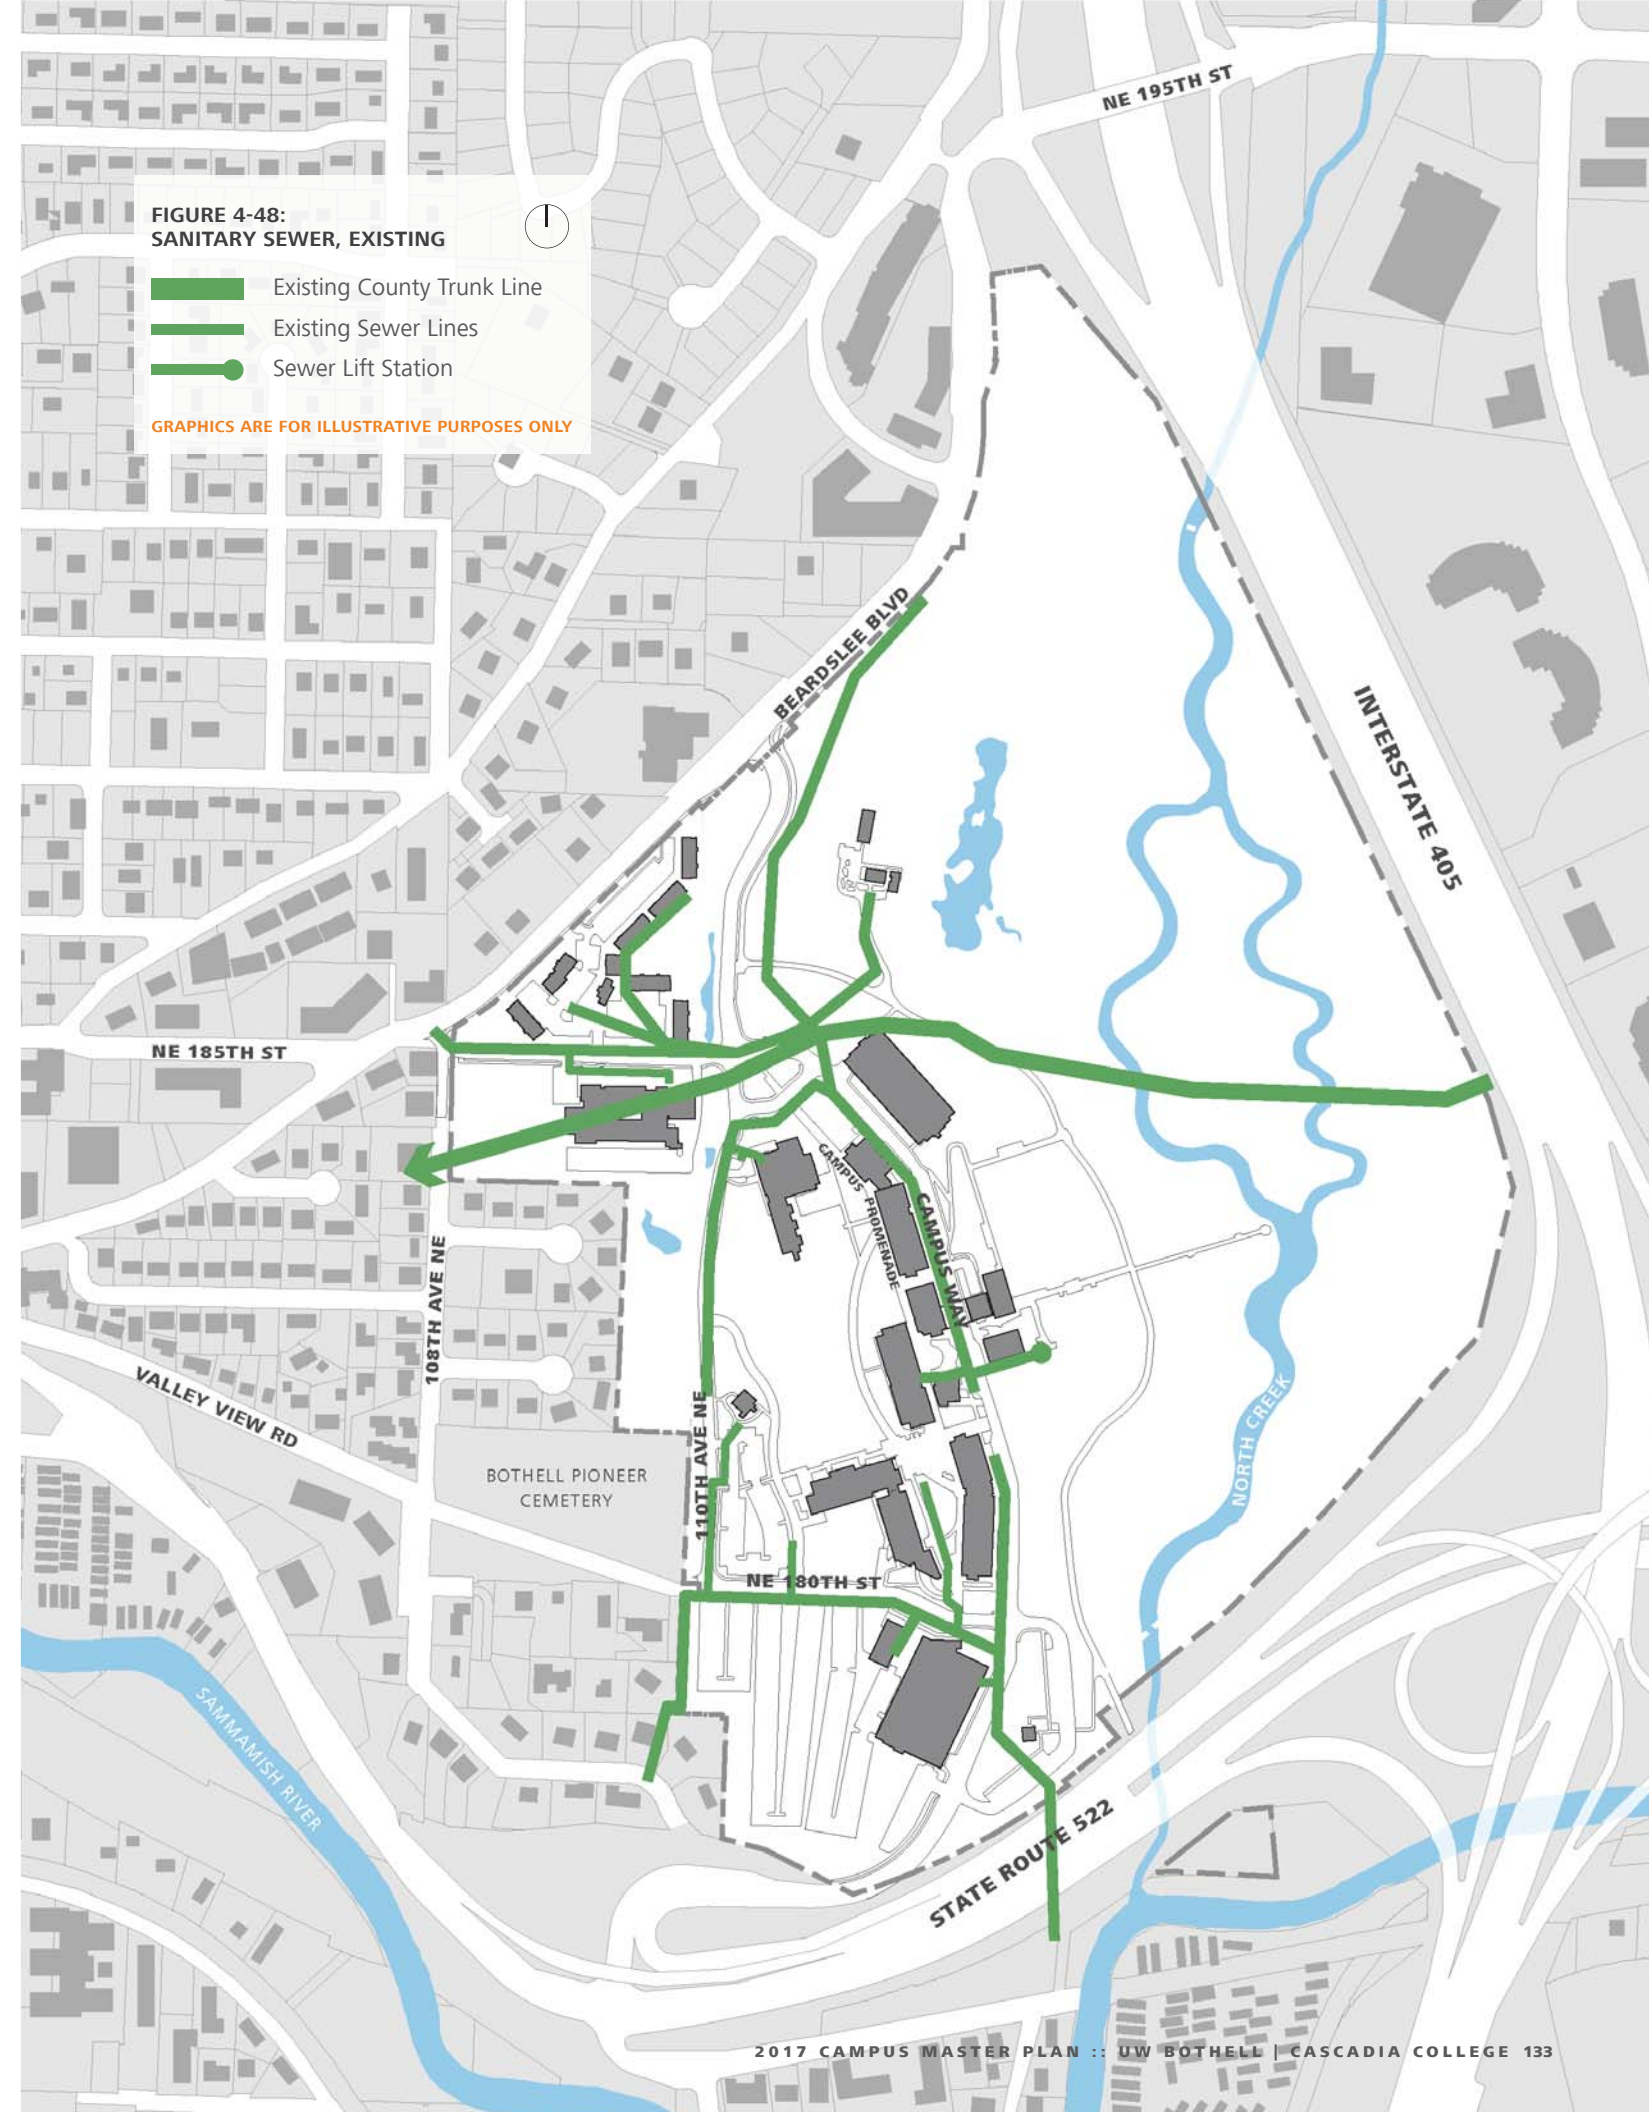 NE 195TH ST
FIGURE 4-48:
SANITARY SEWER, EXISTING
Existing County Trunk Line
Existing Sewer Lines
Sewer Lift Station
GRAPHICS ARE FOR ILLUSTRATIVE PURPOSES ONLY
BEARDSLEE BLVD
INTERSTATE 405
NE 185TH ST
CAMPUS PROMENADE
CAMPUS WAY
108TH AVE NE
VALLEY VIEW RD
110TH AVE NE
NORTH CREEK
BOTHELL PIONEER
CEMETERY
NE 180TH ST
SAMMAMISH RIVER
STATE ROUTE 522
2017 CAMPUS MASTER PLAN :: UW BOTHELL | CASCADIA COLLEGE 133